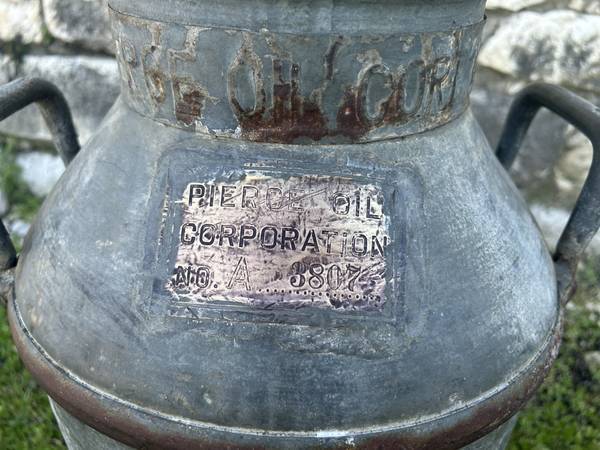 OIL CORP
PIERCE OIL
CORPORATION
NO. A 3807